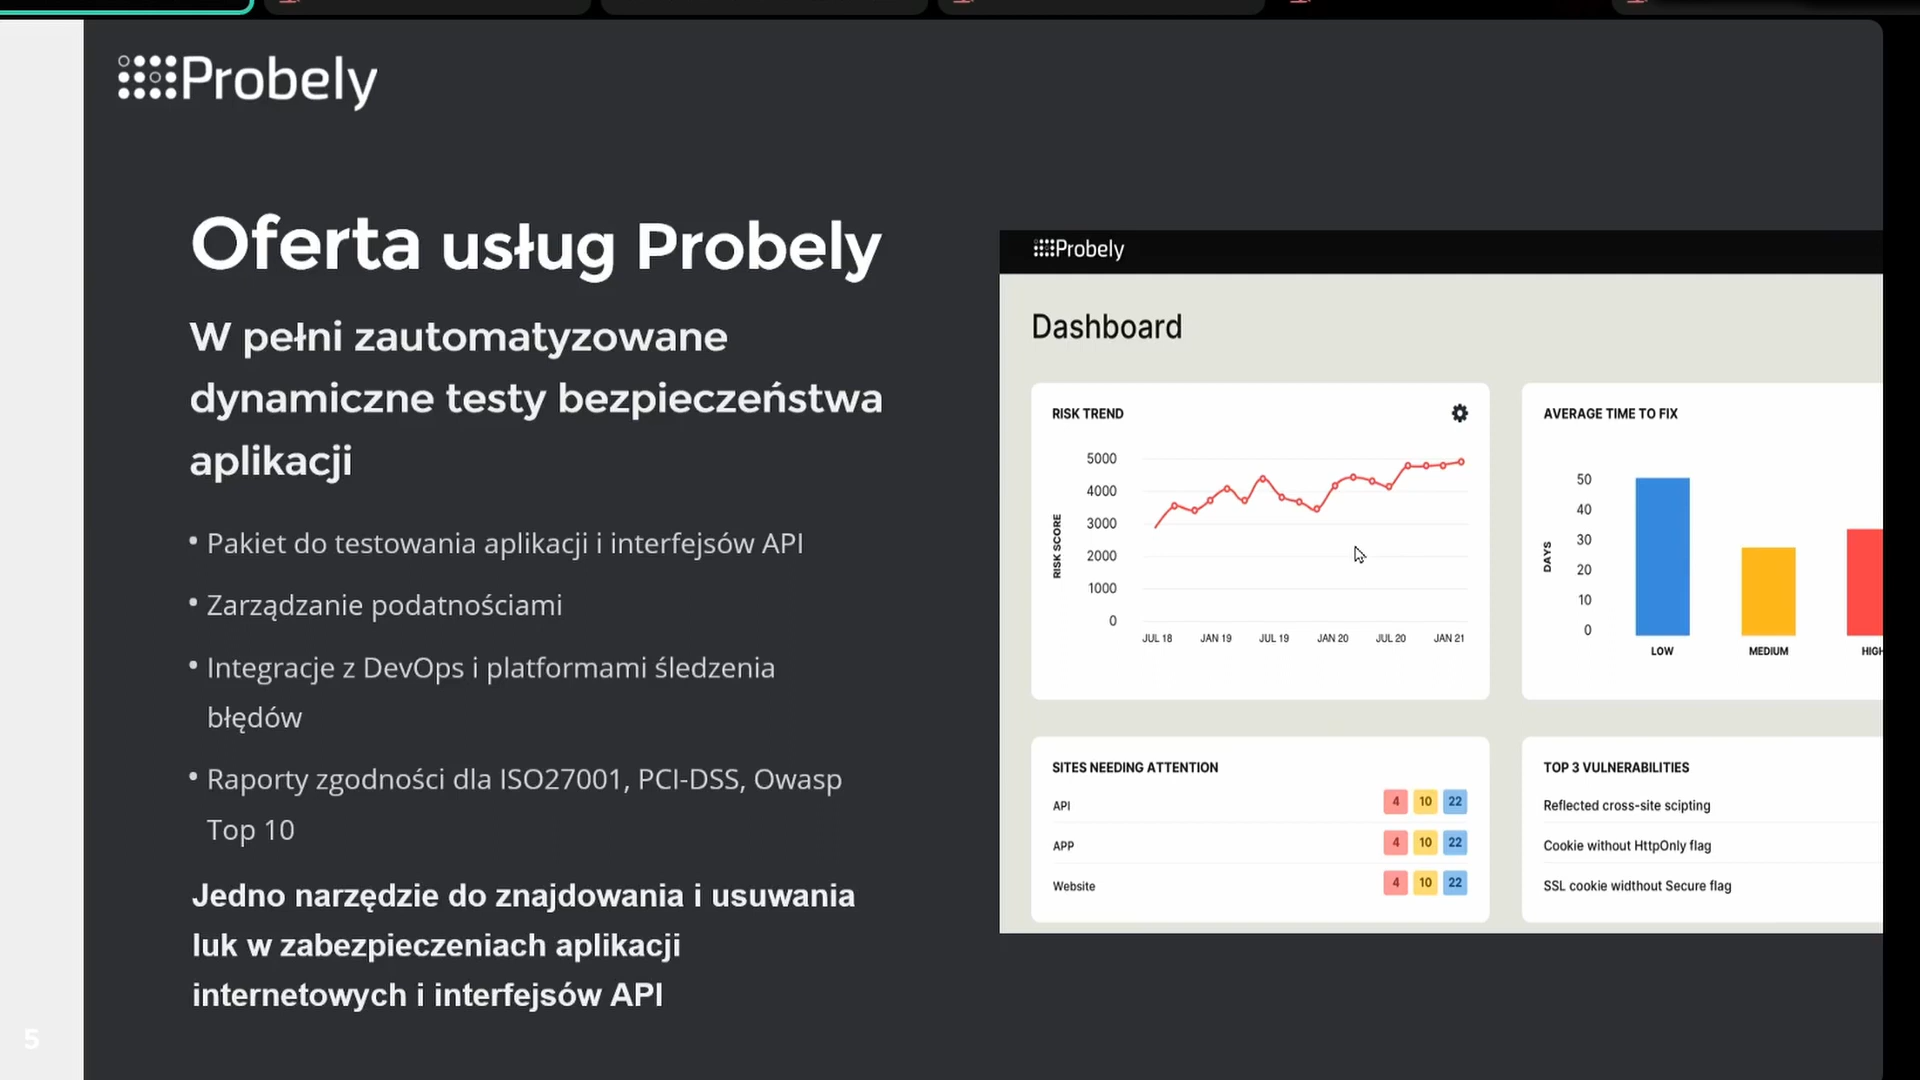 Probely
Oferta usług Probely
W pełni zautomatyzowane
dynamiczne testy bezpieczeństwa
aplikacji
• Pakiet do testowania aplikacji i interfejsów API
• Zarządzanie podatnościami
• Integracje z DevOps i platformami śledzenia
błędów
• Raporty zgodności dla ISO27001, PCI-DSS, Owasp
Top 10
Jedno narzędzie do znajdowania i usuwania
luk w zabezpieczeniach aplikacji
internetowych i interfejsów API
5
Probely
Dashboard
RISK TREND
RISK SCORE
5000
4000
3000
2000
1000
0
JUL 18 JAN 19 JUL 19 JAN 20 JUL 20 JAN 21
AVERAGE TIME TO FIX
DAYS
50
40
30
20
10
0
LOW MEDIUM HIGH
SITES NEEDING ATTENTION
API 4 10 22
APP 4 10 22
Website 4 10 22
TOP 3 VULNERABILITIES
Reflected cross-site scipting
Cookie without HttpOnly flag
SSL cookie widthout Secure flag